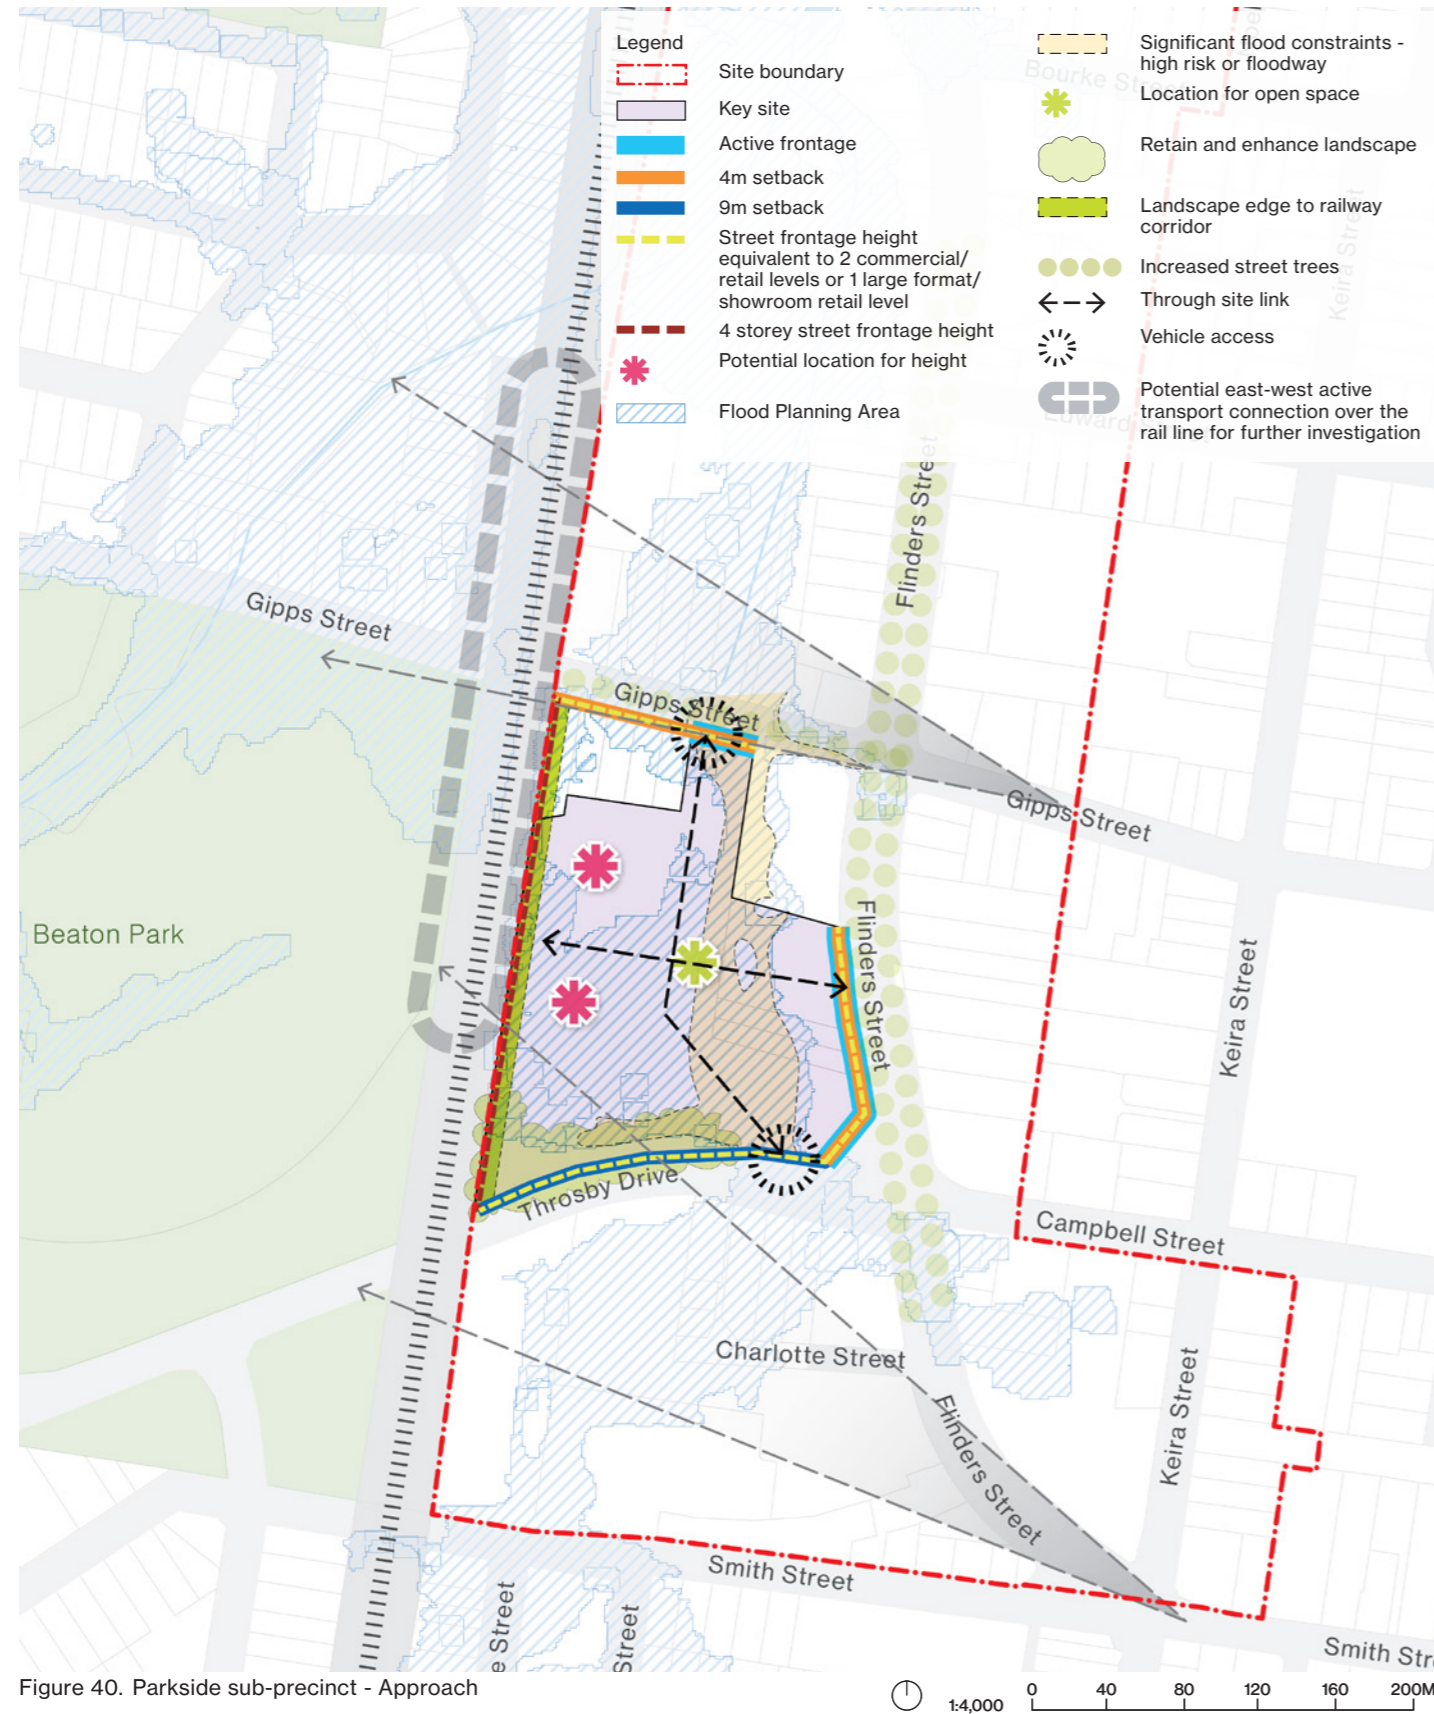 Legend
Site boundary
Key site
Active frontage
4m setback
9m setback
Street frontage height
equivalent to 2 commercial/
retail levels or 1 large format/
showroom retail level
4 storey street frontage height
Potential location for height
Flood Planning Area
Significant flood constraints -
high risk or floodway
Location for open space
Retain and enhance landscape
Landscape edge to railway
corridor
Increased street trees
Through site link
Vehicle access
Potential east-west active
transport connection over the
rail line for further investigation
Bourke Stre
Keira Street
Edward
Flinders Street
Gipps Street
Gipps Street
Gipps Street
Beaton Park
Flinders Street
Keira Street
Throsby Drive
Campbell Street
Charlotte Street
Flinders Street
Keira Street
Smith Street
e Street
Street
Smith Str
Figure 40. Parkside sub-precinct - Approach
1:4,000
0 40 80 120 160 200M